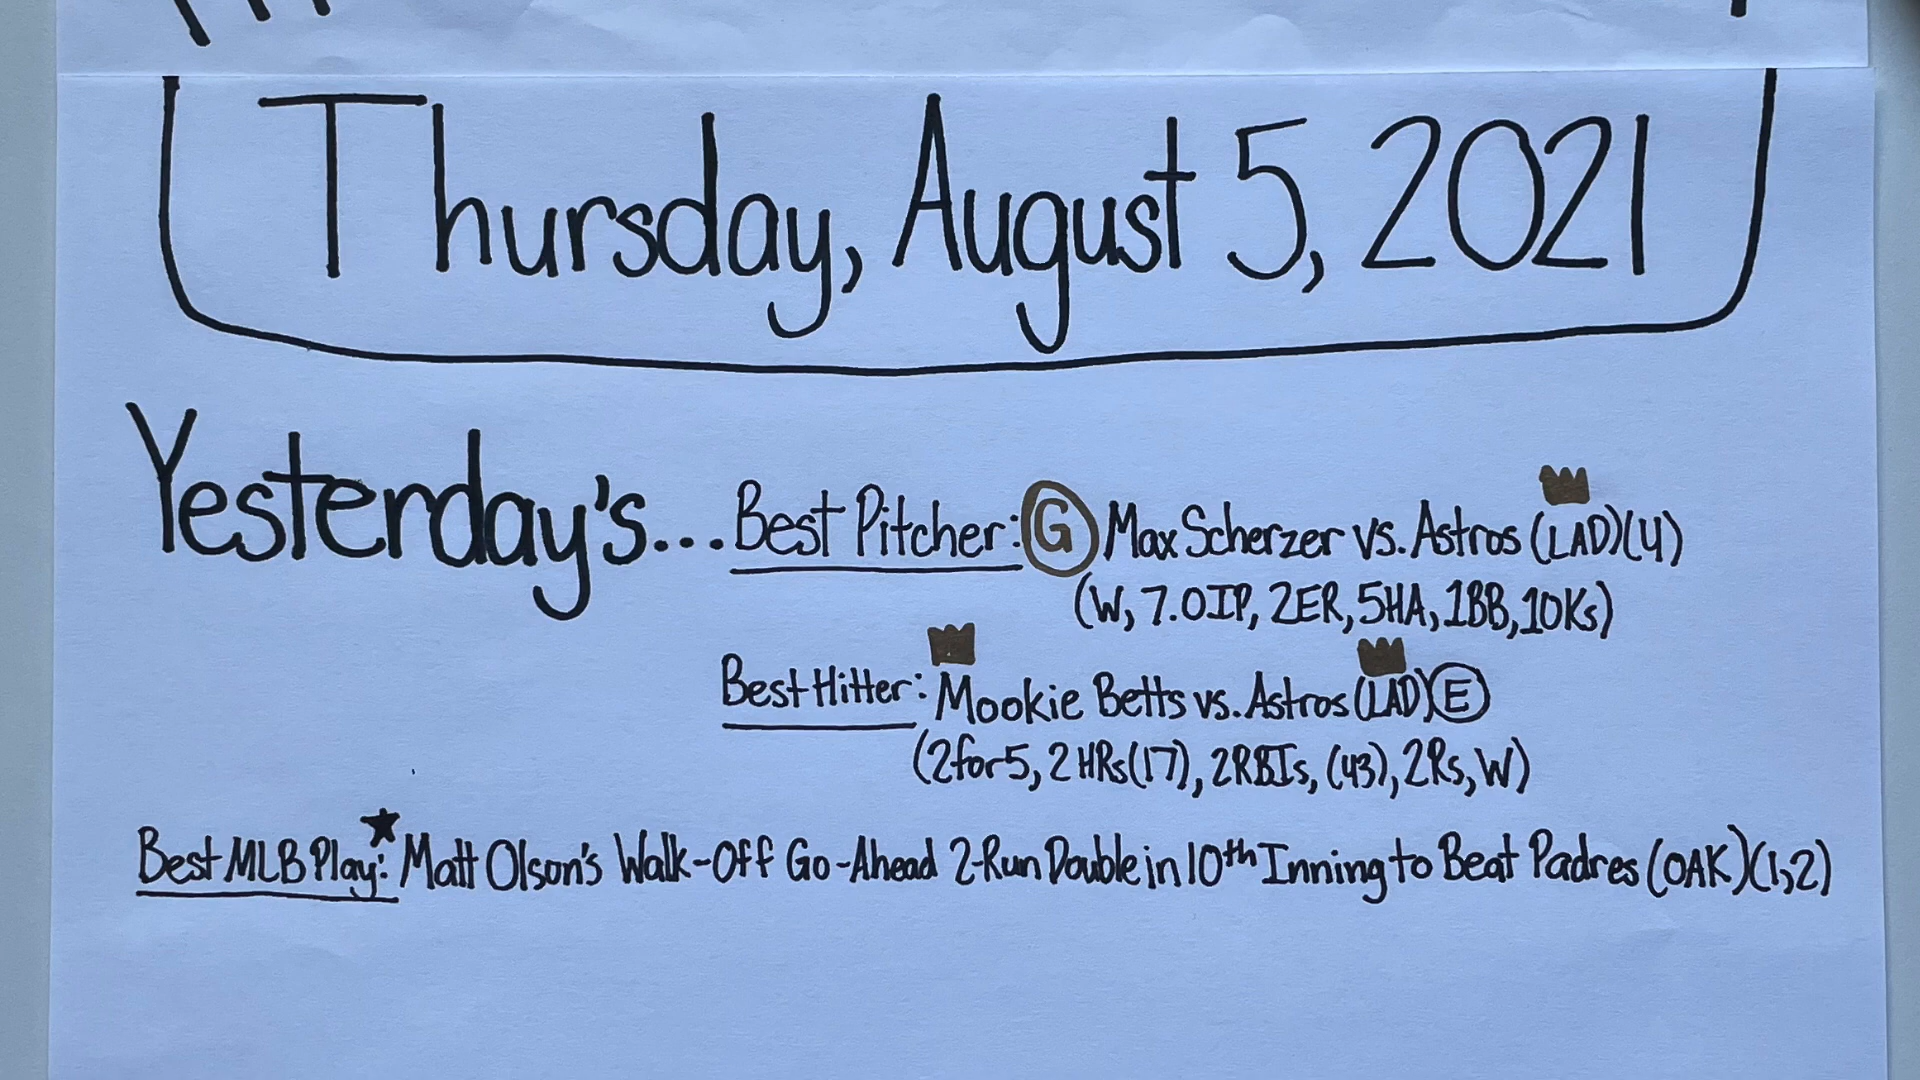 Thursday, August 5, 2021
Yesterday's... Best Pitcher: G Max Scherzer vs. Astros (LAD)(4)
(W, 7.0IP, 2ER, 5HA, 1BB, 10Ks)
Best Hitter: Mookie Betts vs. Astros (LAD) E
(2for5, 2HRs(17), 2RBIs, (43), 2Rs, W)
Best MLB Play: Matt Olson's Walk-Off Go-Ahead 2-Run Double in 10th Inning to Beat Padres (OAK)(1,2)